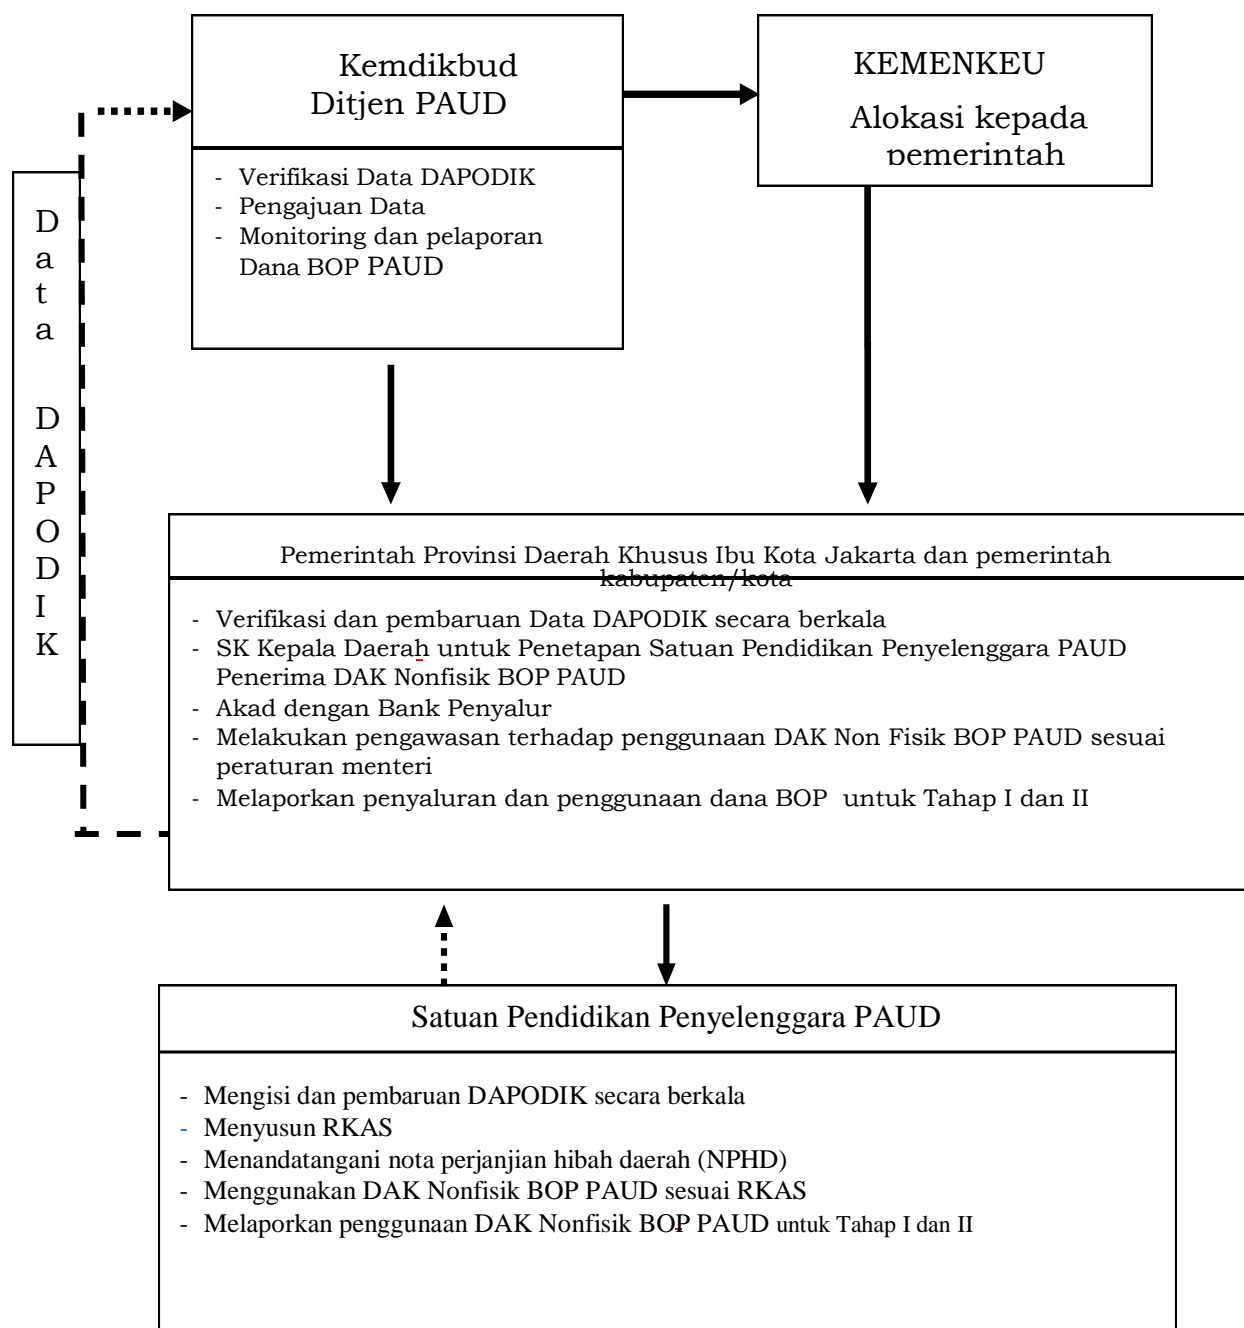 Kemdikbud
Ditjen PAUD
- Verifikasi Data DAPODIK
- Pengajuan Data
- Monitoring dan pelaporan
Dana BOP PAUD
KEMENKEU
Alokasi kepada
pemerintah
Data DAPODIK
Pemerintah Provinsi Daerah Khusus Ibu Kota Jakarta dan pemerintah
kabupaten/kota
- Verifikasi dan pembaruan Data DAPODIK secara berkala
- SK Kepala Daerah untuk Penetapan Satuan Pendidikan Penyelenggara PAUD
Penerima DAK Nonfisik BOP PAUD
- Akad dengan Bank Penyalur
- Melakukan pengawasan terhadap penggunaan DAK Non Fisik BOP PAUD sesuai
peraturan menteri
- Melaporkan penyaluran dan penggunaan dana BOP  untuk Tahap I dan II
Satuan Pendidikan Penyelenggara PAUD
- Mengisi dan pembaruan DAPODIK secara berkala
- Menyusun RKAS
- Menandatangani nota perjanjian hibah daerah (NPHD)
- Menggunakan DAK Nonfisik BOP PAUD sesuai RKAS
- Melaporkan penggunaan DAK Nonfisik BOP PAUD untuk Tahap I dan II